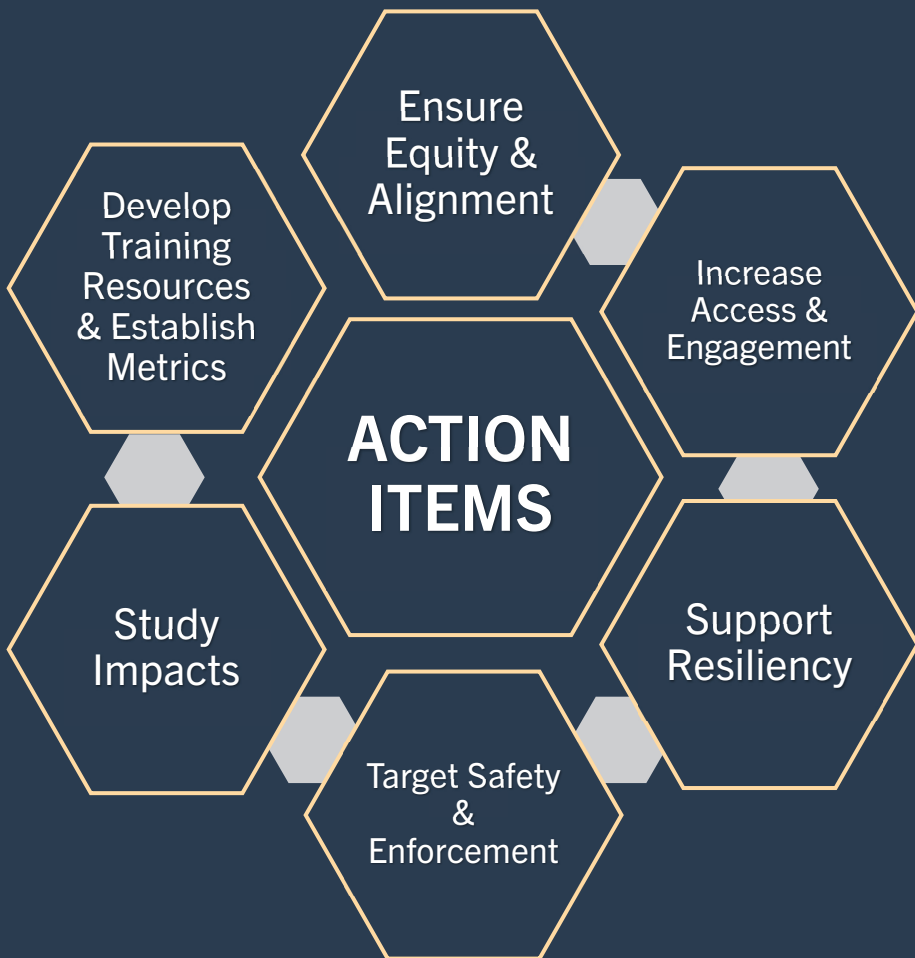 Ensure
Equity &
Alignment
Develop
Training
Resources
& Establish
Metrics
Increase
Access &
Engagement
ACTION
ITEMS
Study
Impacts
Support
Resiliency
Target Safety
&
Enforcement